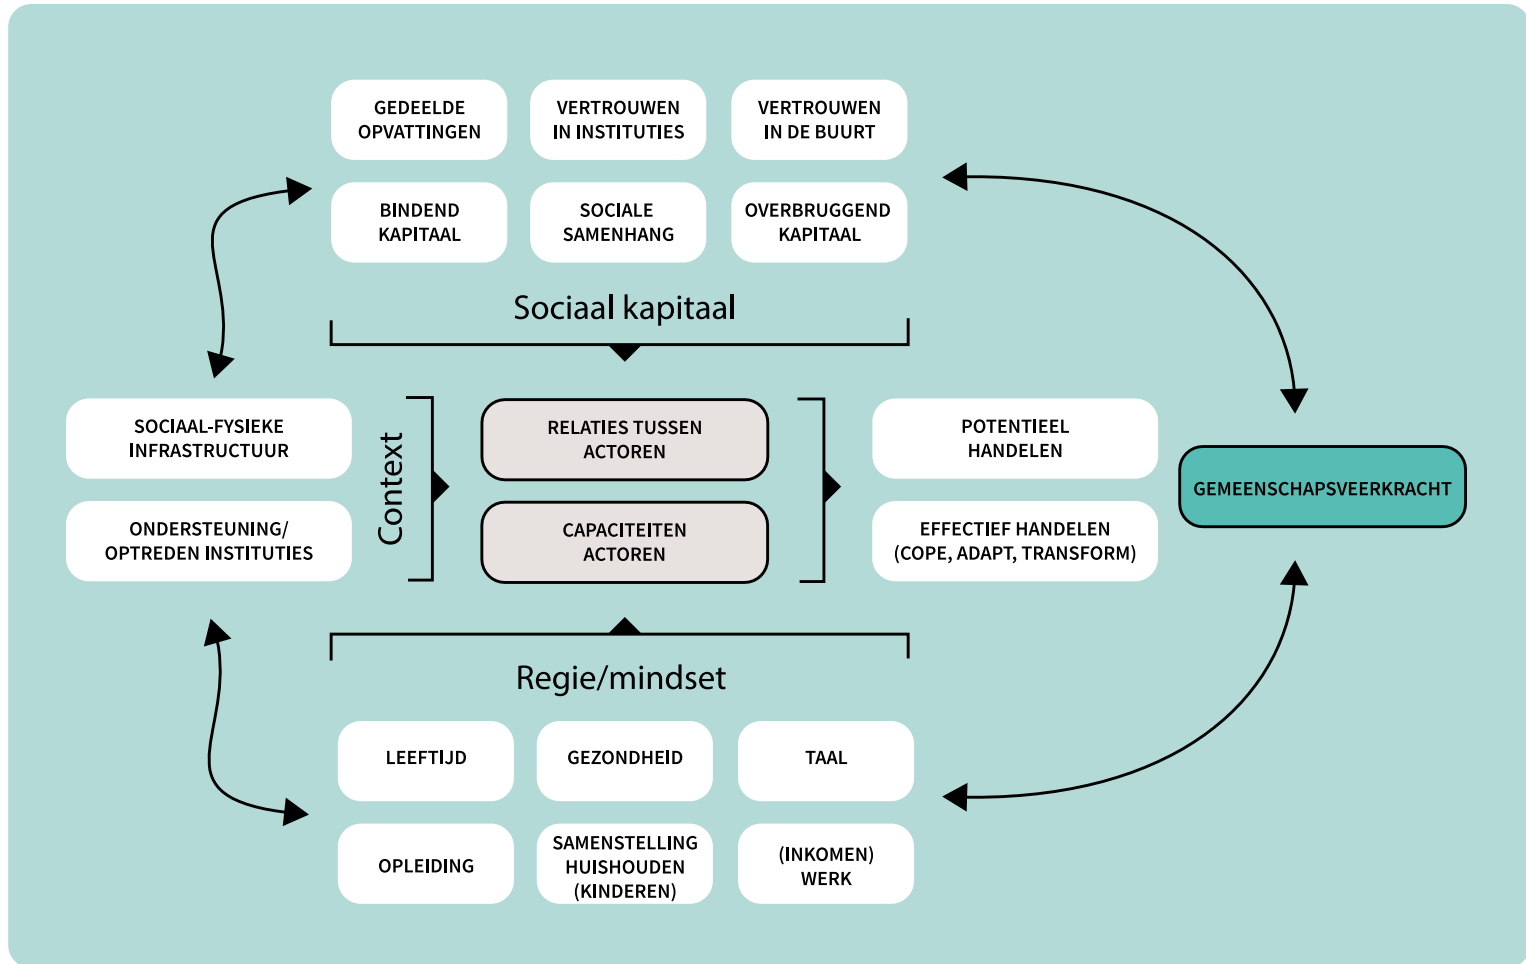 GEDEELDE
OPVATTINGEN
VERTROUWEN
IN INSTITUTIES
VERTROUWEN
IN DE BUURT
BINDEND
KAPITAAL
SOCIALE
SAMENHANG
OVERBRUGGEND
KAPITAAL
Sociaal kapitaal
SOCIAAL-FYSIEKE
INFRASTRUCTUUR
ONDERSTEUNING/
OPTREDEN INSTITUTIES
Context
RELATIES TUSSEN
ACTOREN
CAPACITEITEN
ACTOREN
POTENTIEEL
HANDELEN
EFFECTIEF HANDELEN
(COPE, ADAPT, TRANSFORM)
GEMEENSCHAPSVEERKRACHT
Regie/mindset
LEEFTIJD
GEZONDHEID
TAAL
OPLEIDING
SAMENSTELLING
HUISHOUDEN
(KINDEREN)
(INKOMEN)
WERK